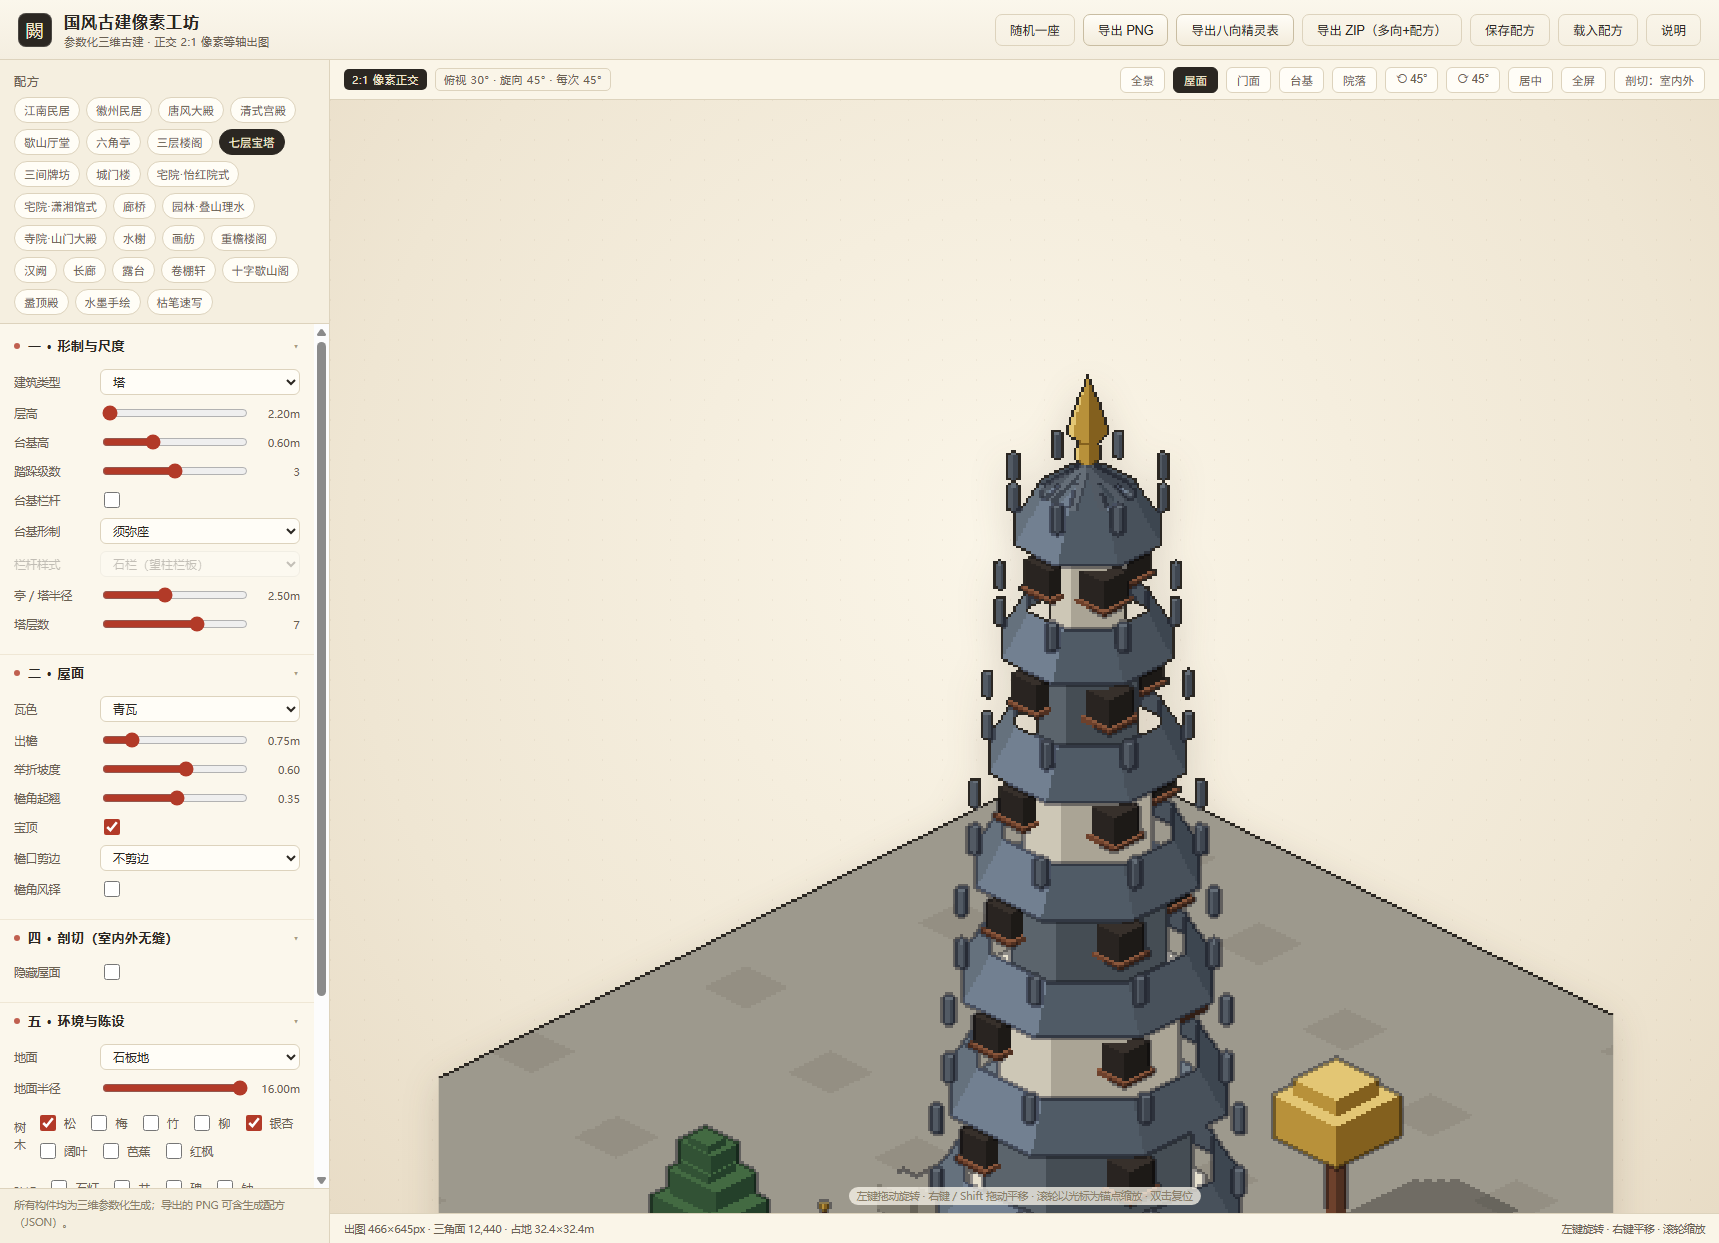 闕
国风古建像素工坊
参数化三维古建 · 正交 2:1 像素等轴出图
随机一座
导出 PNG
导出八向精灵表
导出 ZIP（多向+配方）
保存配方
载入配方
说明
配方
江南民居 徽州民居 唐风大殿 清式宫殿
歇山厅堂 六角亭 三层楼阁 七层宝塔
三间牌坊 城门楼 宅院·怡红院式
宅院·潇湘馆式 廊桥 园林·叠山理水
寺院·山门大殿 水榭 画舫 重檐楼阁
汉阙 长廊 露台 卷棚轩 十字歇山阁
盝顶殿 水墨手绘 枯笔速写
2:1 像素正交
俯视 30° · 旋向 45° · 每次 45°
全景
屋面
门面
台基
院落
⟲ 45°
⟳ 45°
居中
全屏
剖切：室内外
一 • 形制与尺度
建筑类型 塔
层高 2.20m
台基高 0.60m
踏跺级数 3
台基栏杆
台基形制 须弥座
栏杆样式 石栏（望柱栏板）
亭 / 塔半径 2.50m
塔层数 7
二 • 屋面
瓦色 青瓦
出檐 0.75m
举折坡度 0.60
檐角起翘 0.35
宝顶
檐口剪边 不剪边
檐角风铎
四 • 剖切（室内外无缝）
隐藏屋面
五 • 环境与陈设
地面 石板地
地面半径 16.00m
树木 松 梅 竹 柳 银杏
阔叶 芭蕉 红枫
所有构件均为三维参数化生成；导出的 PNG 可含生成配方
（JSON）。
左键拖动旋转 · 右键 / Shift 拖动平移 · 滚轮以光标为锚点缩放 · 双击复位
出图 466×645px · 三角面 12,440 · 占地 32.4×32.4m
左键旋转 · 右键平移 · 滚轮缩放